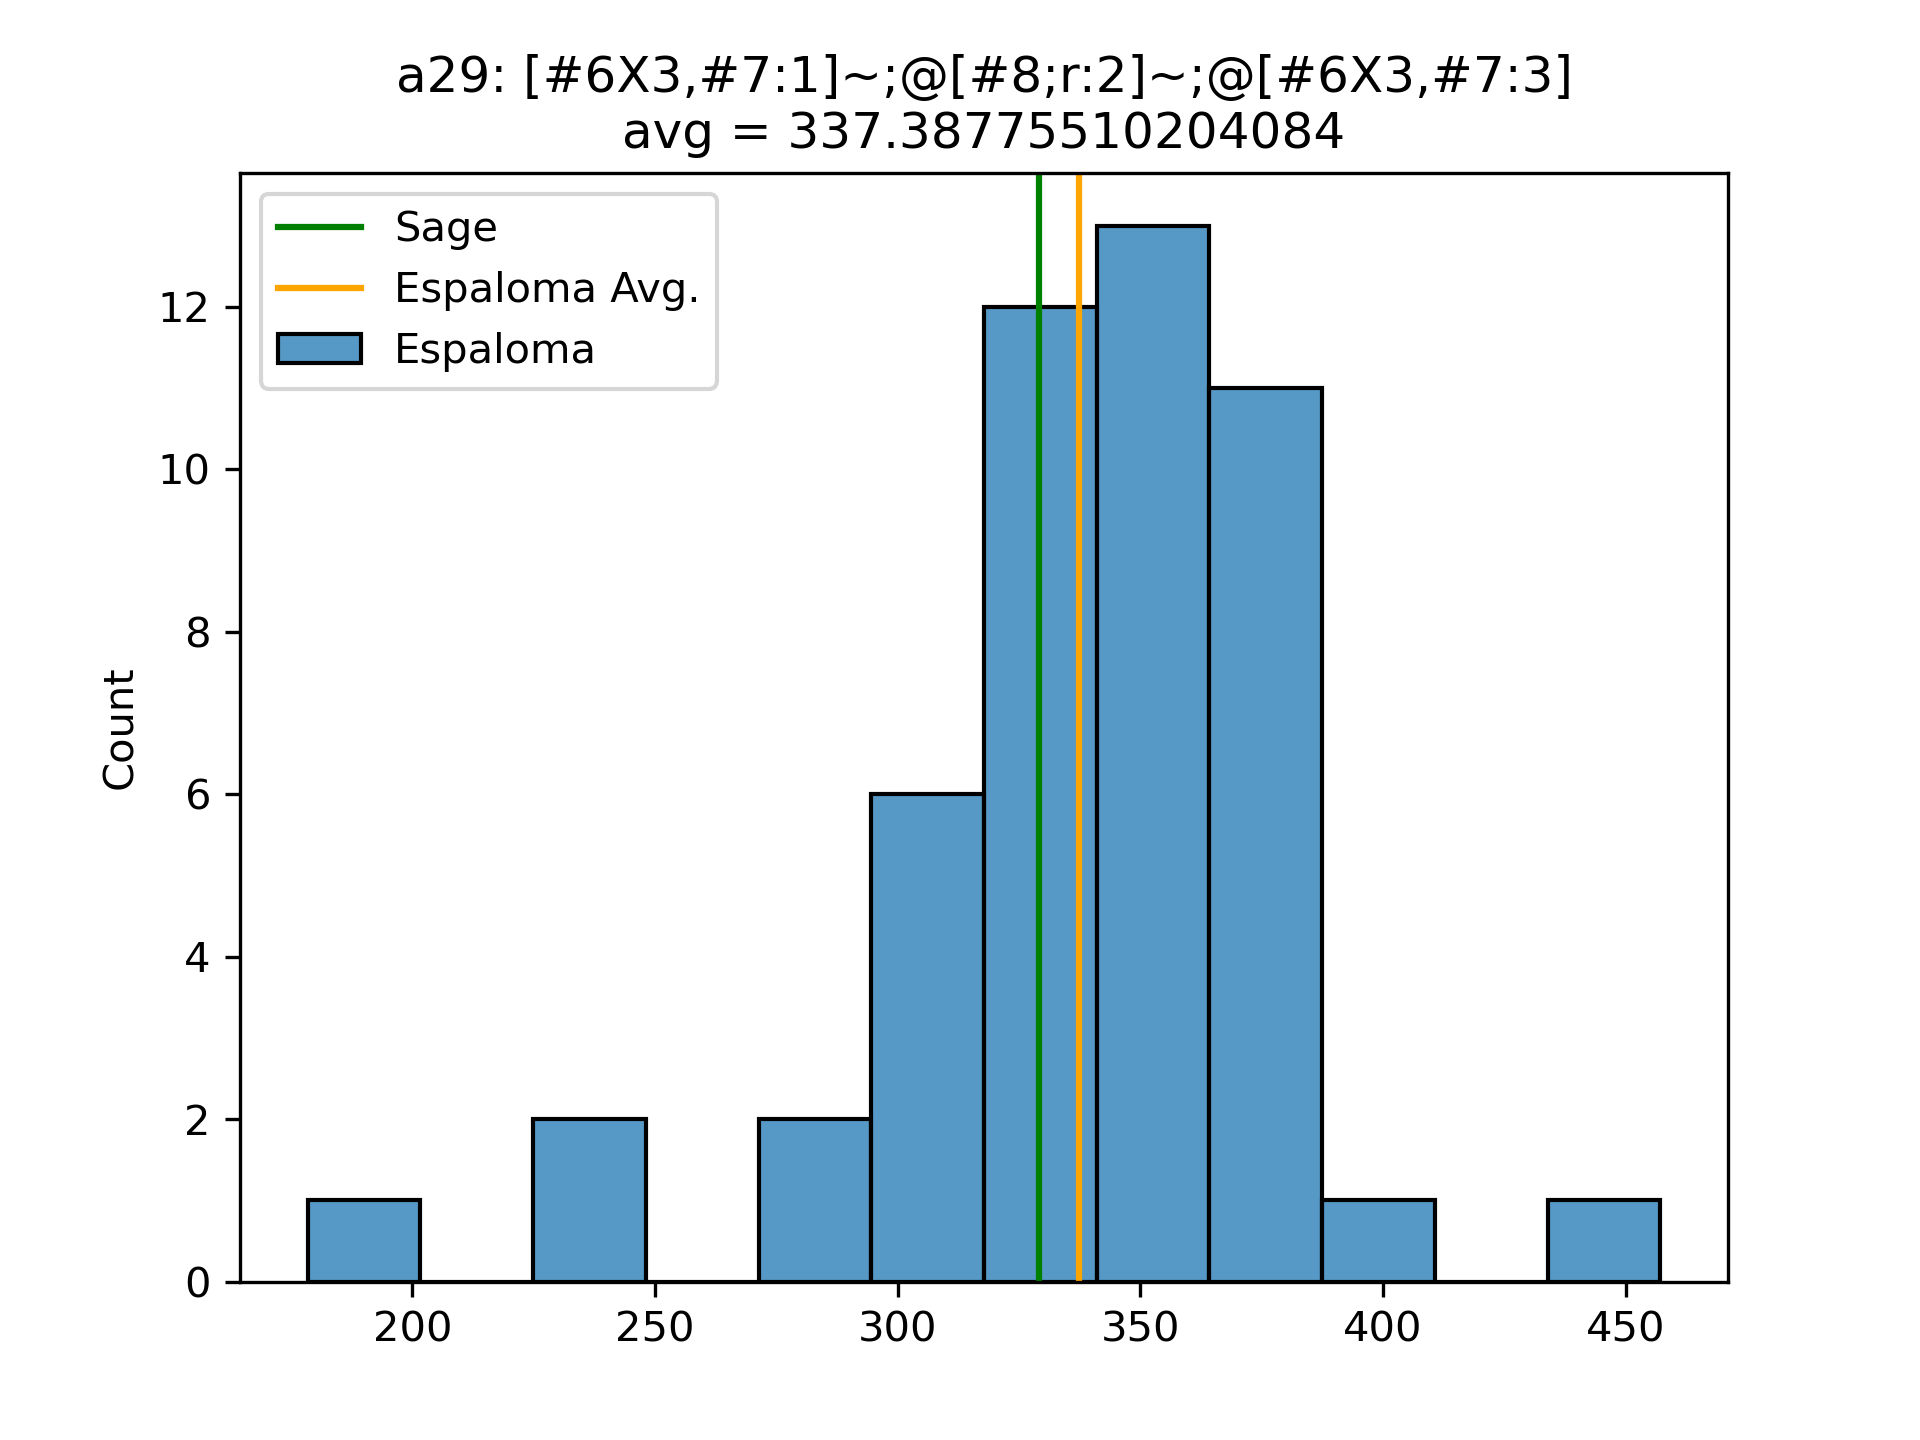 a29: [#6X3,#7:1]~;@[#8;r:2]~;@[#6X3,#7:3]
avg = 337.38775510204084
Sage
Espaloma Avg.
Espaloma
Count
12
10
8
6
4
2
0
200 250 300 350 400 450